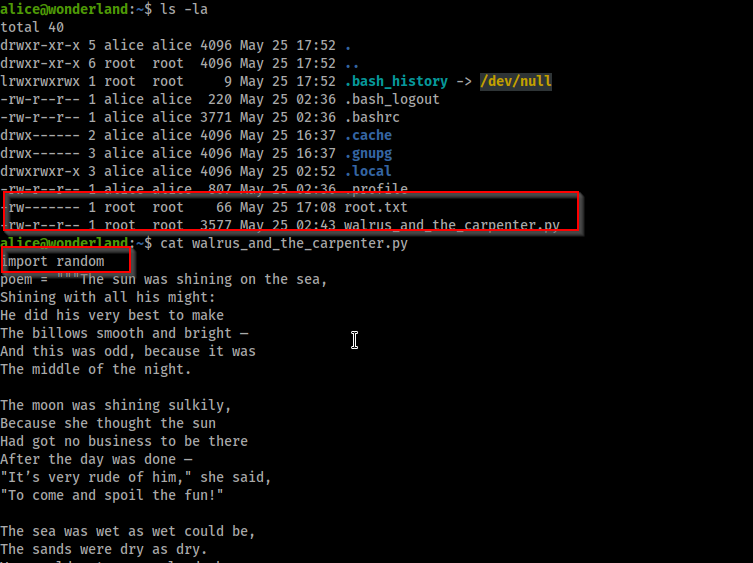 alice@wonderland:~$ ls -la
total 40
drwxr-xr-x 5 alice alice 4096 May 25 17:52 .
drwxr-xr-x 6 root  root  4096 May 25 17:52 ..
lrwxrwxrwx 1 root  root     9 May 25 17:52 .bash_history -> /dev/null
-rw-r--r-- 1 alice alice  220 May 25 02:36 .bash_logout
-rw-r--r-- 1 alice alice 3771 May 25 02:36 .bashrc
drwx------ 2 alice alice 4096 May 25 16:37 .cache
drwx------ 3 alice alice 4096 May 25 16:37 .gnupg
drwxrwxr-x 3 alice alice 4096 May 25 02:52 .local
-rw-r--r-- 1 alice alice  807 May 25 02:36 .profile
-rw------- 1 root  root    66 May 25 17:08 root.txt
-rw-r--r-- 1 root  root  3577 May 25 02:43 walrus_and_the_carpenter.py
alice@wonderland:~$ cat walrus_and_the_carpenter.py
import random
poem = """The sun was shining on the sea,
Shining with all his might:
He did his very best to make
The billows smooth and bright —
And this was odd, because it was
The middle of the night.

The moon was shining sulkily,
Because she thought the sun
Had got no business to be there
After the day was done —
"It’s very rude of him," she said,
"To come and spoil the fun!"

The sea was wet as wet could be,
The sands were dry as dry.